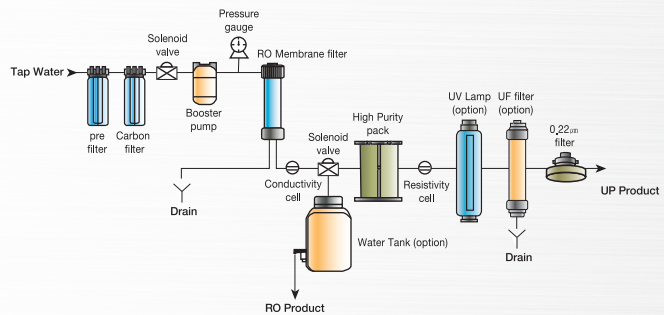 Pressure
gauge
Solenoid
valve
RO Membrane filter
Tap Water
Booster
pump
pre
filter
Carbon
filter
UV Lamp
(option)
UF filter
(option)
High Purity
pack
0.22㎛
filter
Solenoid
valve
Conductivity
cell
Resistivity
cell
UP Product
Drain
Water Tank (option)
Drain
RO Product